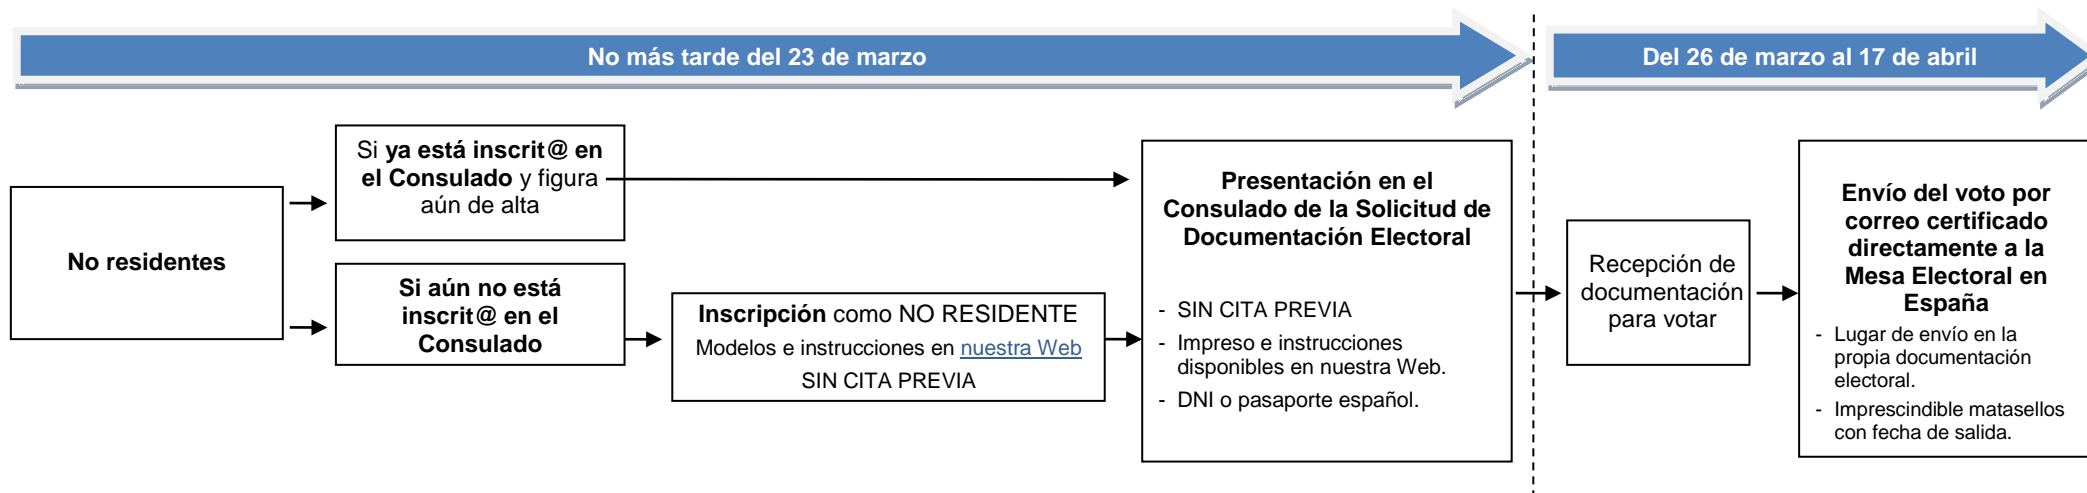 No más tarde del 23 de marzo
Del 26 de marzo al 17 de abril
No residentes
Si ya está inscrit@ en
el Consulado y figura
aún de alta
Si aún no está
inscrit@ en el
Consulado
Inscripción como NO RESIDENTE
Modelos e instrucciones en nuestra Web
SIN CITA PREVIA
Presentación en el
Consulado de la Solicitud de
Documentación Electoral
- SIN CITA PREVIA
- Impreso e instrucciones
disponibles en nuestra Web.
- DNI o pasaporte español.
Recepción de
documentación
para votar
Envío del voto por
correo certificado
directamente a la
Mesa Electoral en
España
- Lugar de envío en la
propia documentación
electoral.
- Imprescindible matasellos
con fecha de salida.